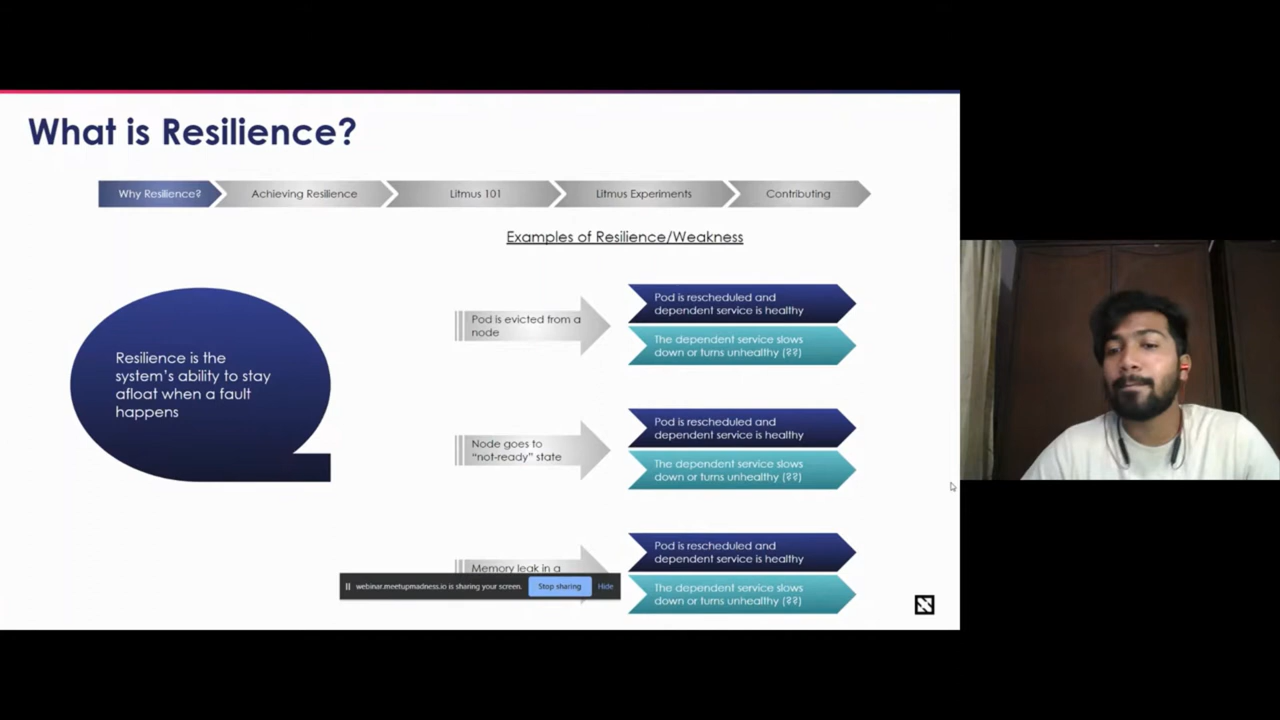 What is Resilience?
Why Resilience?
Achieving Resilience
Litmus 101
Litmus Experiments
Contributing
Examples of Resilience/Weakness
Resilience is the
system's ability to stay
afloat when a fault
happens
Pod is evicted from a
node
Pod is rescheduled and
dependent service is healthy
The dependent service slows
down or turns unhealthy (??)
Node goes to
"not-ready" state
Pod is rescheduled and
dependent service is healthy
The dependent service slows
down or turns unhealthy (??)
Memory leak in a
Pod is rescheduled and
dependent service is healthy
The dependent service slows
down or turns unhealthy (??)
webinar.meetupmadness.io is sharing your screen.
Stop sharing
Hide